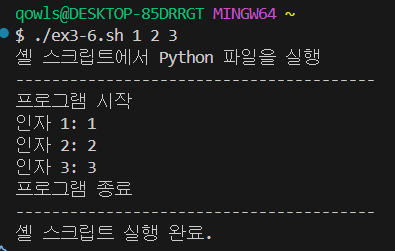 qowls@DESKTOP-85DRRGT MINGW64 ~
$ ./ex3-6.sh 1 2 3
셸 스크립트에서 Python 파일을 실행
-------------------------------------
프로그램 시작
인자 1: 1
인자 2: 2
인자 3: 3
프로그램 종료
-------------------------------------
셸 스크립트 실행 완료.